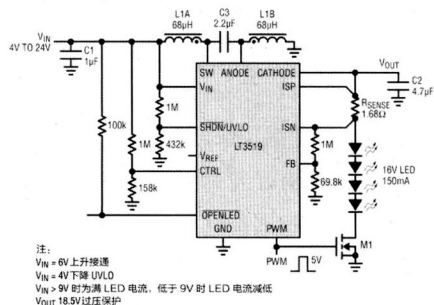 L1A
68μH
C3
2.2μF
L1B
68μH
VIN
4V TO 24V
C1
1μF
SW
ANODE
CATHODE
VOUT
C2
4.7μF
VIN
ISP
RSENSE
1.68Ω
1M
100k
SHDN/UVLO
ISN
1M
432k
LT3519
1M
VREF
FB
CTRL
69.8k
158k
16V LED
150mA
OPENLED
GND
PWM
M1
PWM
5V
注：
VIN = 6V 上升接通
VIN = 4V 下降 UVLO
VIN > 9V 时为满 LED 电流，低于 9V 时 LED 电流减低
VOUT 18.5V 过压保护